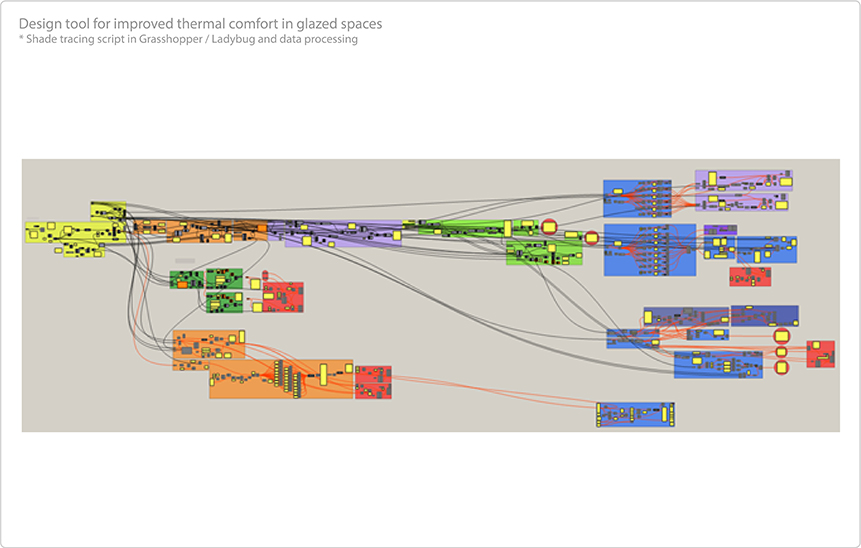 Design tool for improved thermal comfort in glazed spaces
* Shade tracing script in Grasshopper / Ladybug and data processing